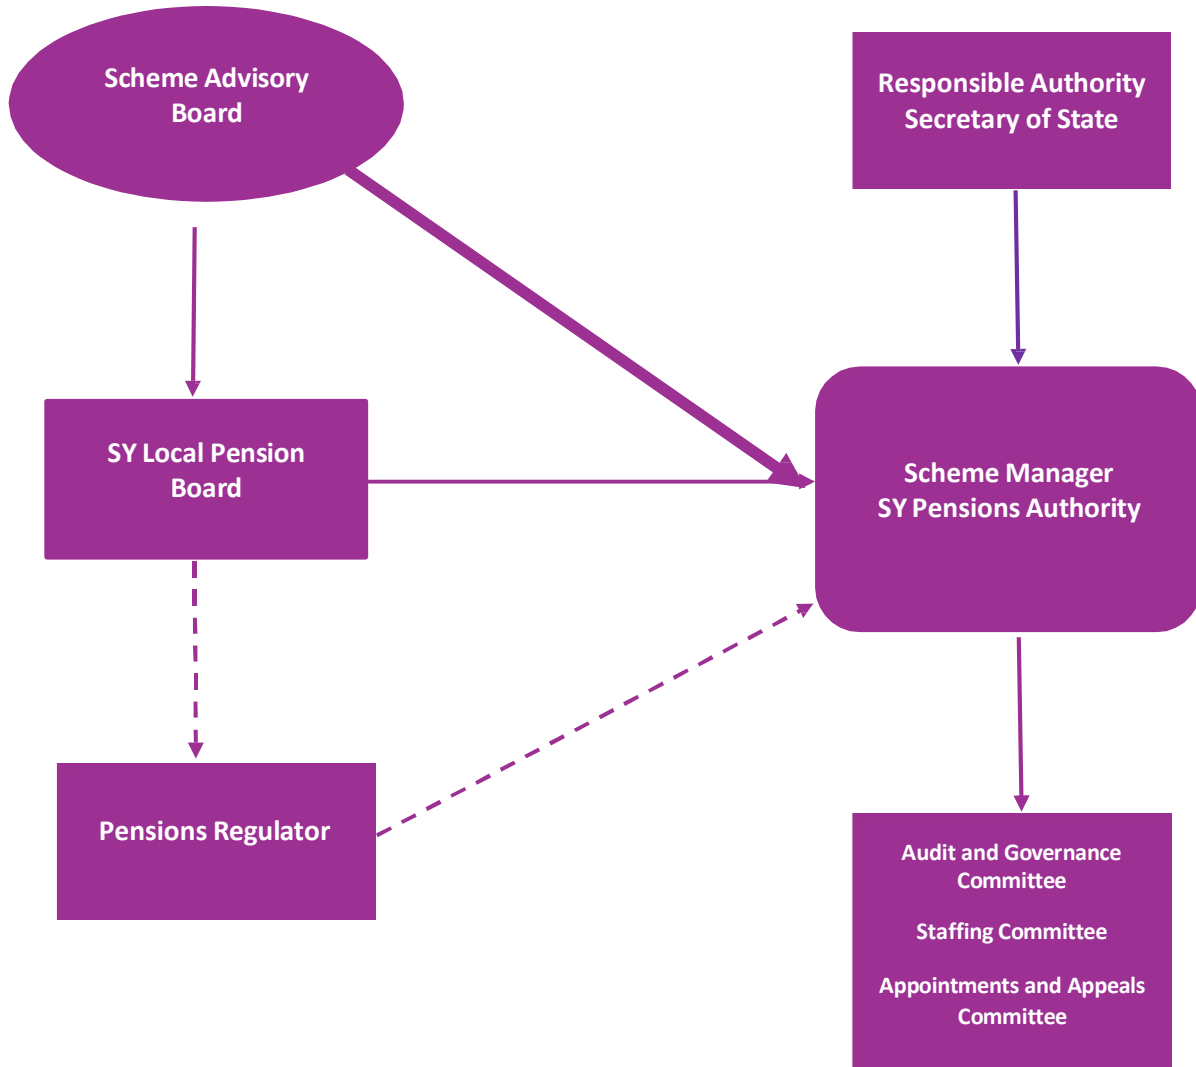 Scheme Advisory
Board
Responsible Authority
Secretary of State
SY Local Pension
Board
Scheme Manager
SY Pensions Authority
Pensions Regulator
Audit and Governance
Committee
Staffing Committee
Appointments and Appeals
Committee